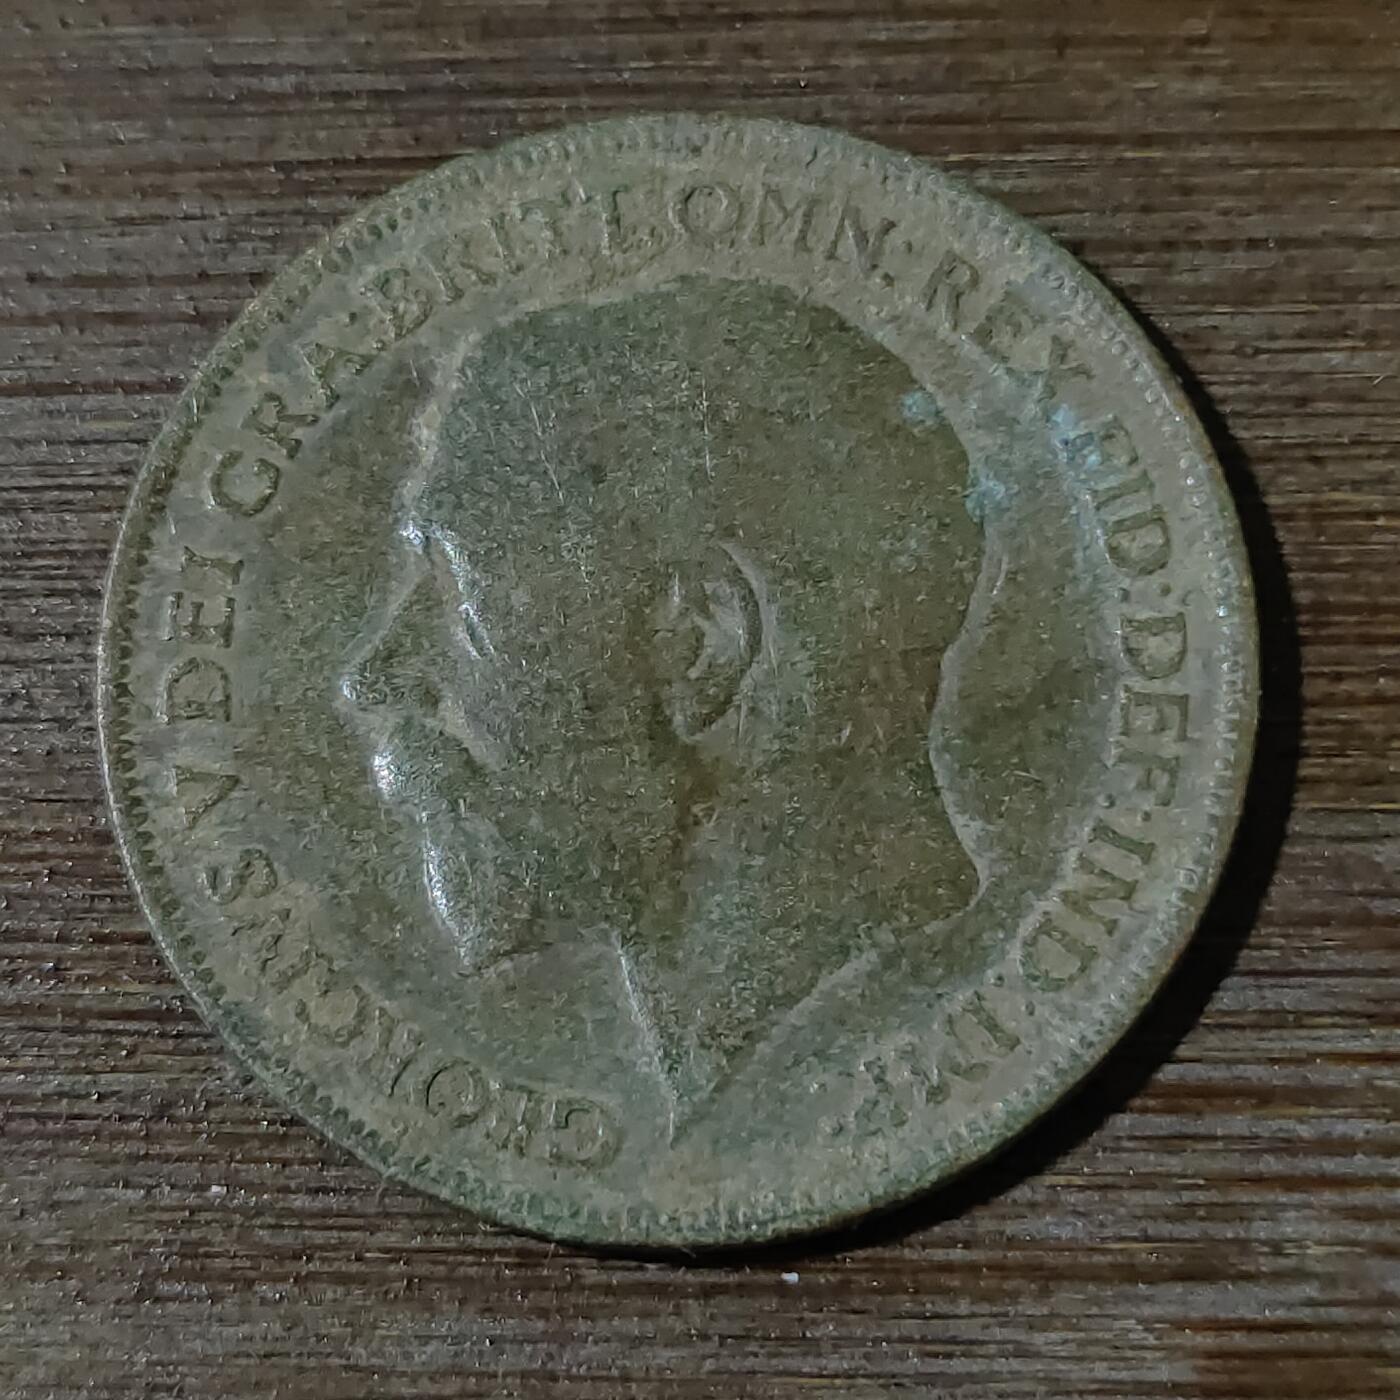 GEORGIVS V DEI GRA: BRITT: OMN: REX FID: DEF: IND: IMP: